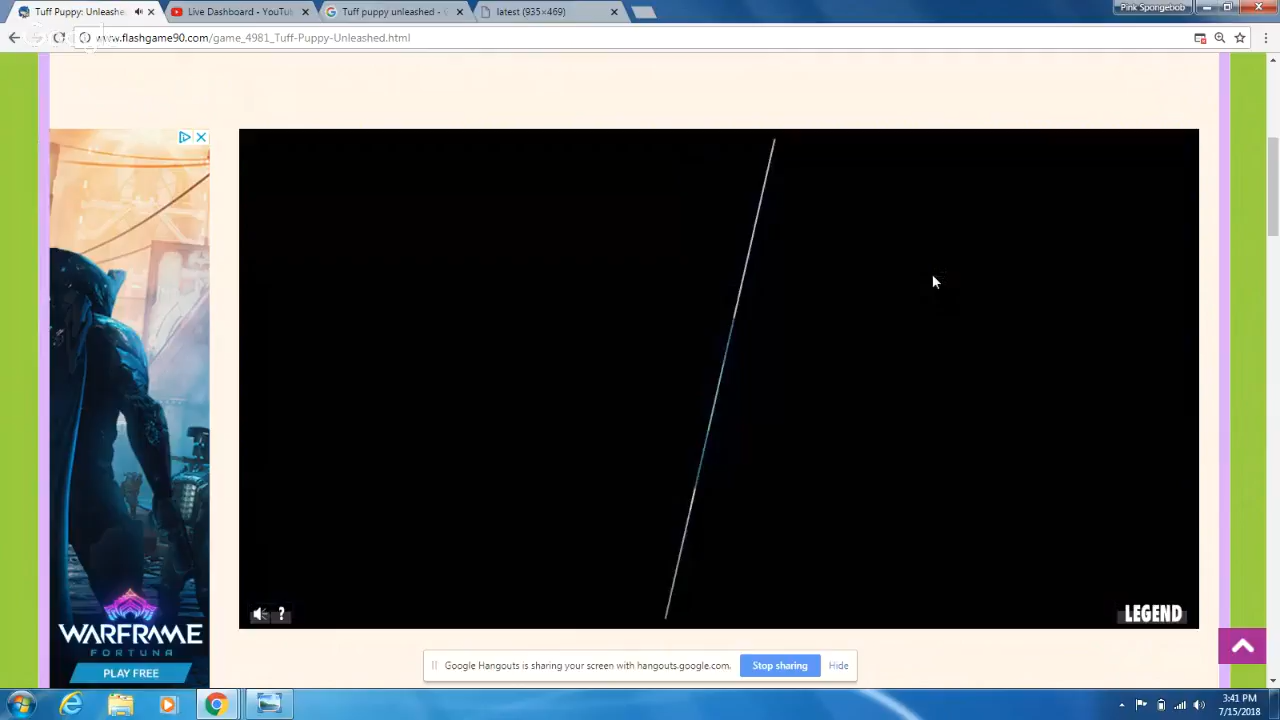 Tuff Puppy: Unleashe
Live Dashboard - YouTu
Tuff puppy unleashed -
latest (935×469)
Pink Spongebob
.flashgame90.com/game_4981_Tuff-Puppy-Unleashed.html
WARFRAME
FORTUNA
PLAY FREE
?
LEGEND
Google Hangouts is sharing your screen with hangouts.google.com.
Stop sharing
Hide
3:41 PM
7/15/2018